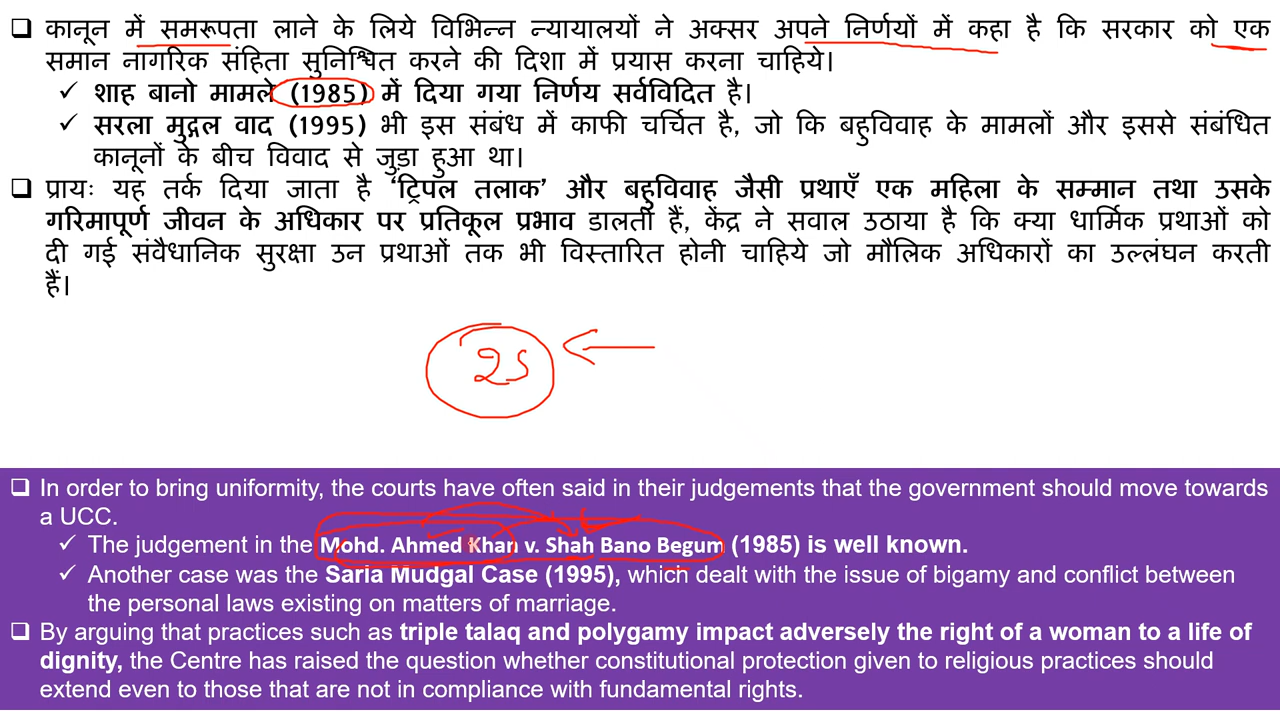 ❑ कानून में समरूपता लाने के लिये विभिन्न न्यायालयों ने अक्सर अपने निर्णयों में कहा है कि सरकार को एक
समान नागरिक संहिता सुनिश्चित करने की दिशा में प्रयास करना चाहिये।
✓ शाह बानो मामले (1985) में दिया गया निर्णय सर्वविदित है।
✓ सरला मुद्गल वाद (1995) भी इस संबंध में काफी चर्चित है, जो कि बहुविवाह के मामलों और इससे संबंधित
कानूनों के बीच विवाद से जुड़ा हुआ था।
❑ प्रायः यह तर्क दिया जाता है ‘ट्रिपल तलाक’ और बहुविवाह जैसी प्रथाएँ एक महिला के सम्मान तथा उसके
गरिमापूर्ण जीवन के अधिकार पर प्रतिकूल प्रभाव डालती हैं, केंद्र ने सवाल उठाया है कि क्या धार्मिक प्रथाओं को
दी गई संवैधानिक सुरक्षा उन प्रथाओं तक भी विस्तारित होनी चाहिये जो मौलिक अधिकारों का उल्लंघन करती
हैं।
25
❑ In order to bring uniformity, the courts have often said in their judgements that the government should move towards
a UCC.
✓ The judgement in the Mohd. Ahmed Khan v. Shah Bano Begum (1985) is well known.
✓ Another case was the Sarla Mudgal Case (1995), which dealt with the issue of bigamy and conflict between
the personal laws existing on matters of marriage.
❑ By arguing that practices such as triple talaq and polygamy impact adversely the right of a woman to a life of
dignity, the Centre has raised the question whether constitutional protection given to religious practices should
extend even to those that are not in compliance with fundamental rights.